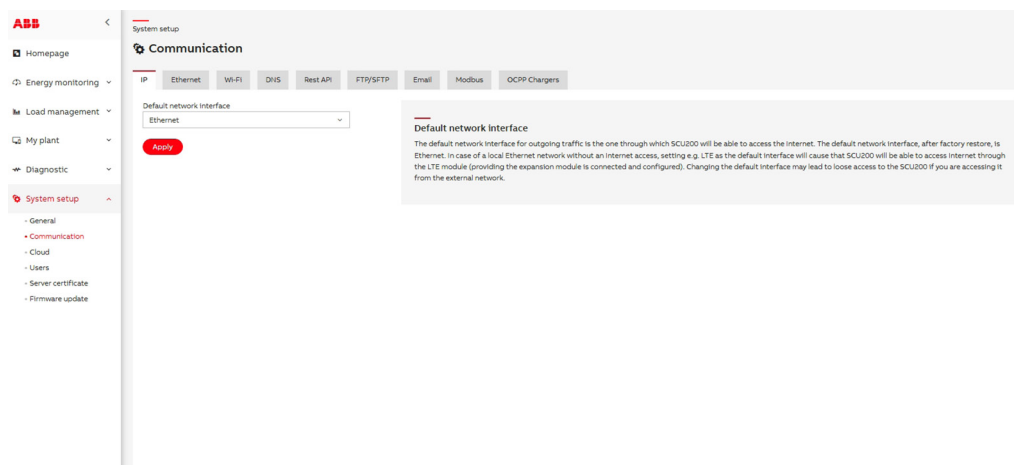 ABB
Homepage
Energy monitoring
Load management
My plant
Diagnostic
System setup
- General
• Communication
- Cloud
- Users
- Server certificate
- Firmware update
System setup
Communication
IP Ethernet Wi-Fi DNS Rest API FTP/SFTP Email Modbus OCPP Chargers
Default network interface
Ethernet
Apply
Default network interface
The default network interface for outgoing traffic is the one through which SCU200 will be able to access the internet. The default network interface, after factory restore, is
Ethernet. In case of a local Ethernet network without an internet access, setting e.g. LTE as the default interface will cause that SCU200 will be able to access internet through
the LTE module (providing the expansion module is connected and configured). Changing the default interface may lead to loose access to the SCU200 if you are accessing it
from the external network.